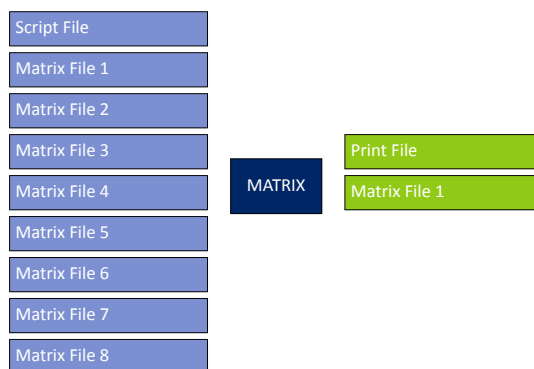 Script File
Matrix File 1
Matrix File 2
Matrix File 3
Matrix File 4
Matrix File 5
Matrix File 6
Matrix File 7
Matrix File 8
MATRIX
Print File
Matrix File 1